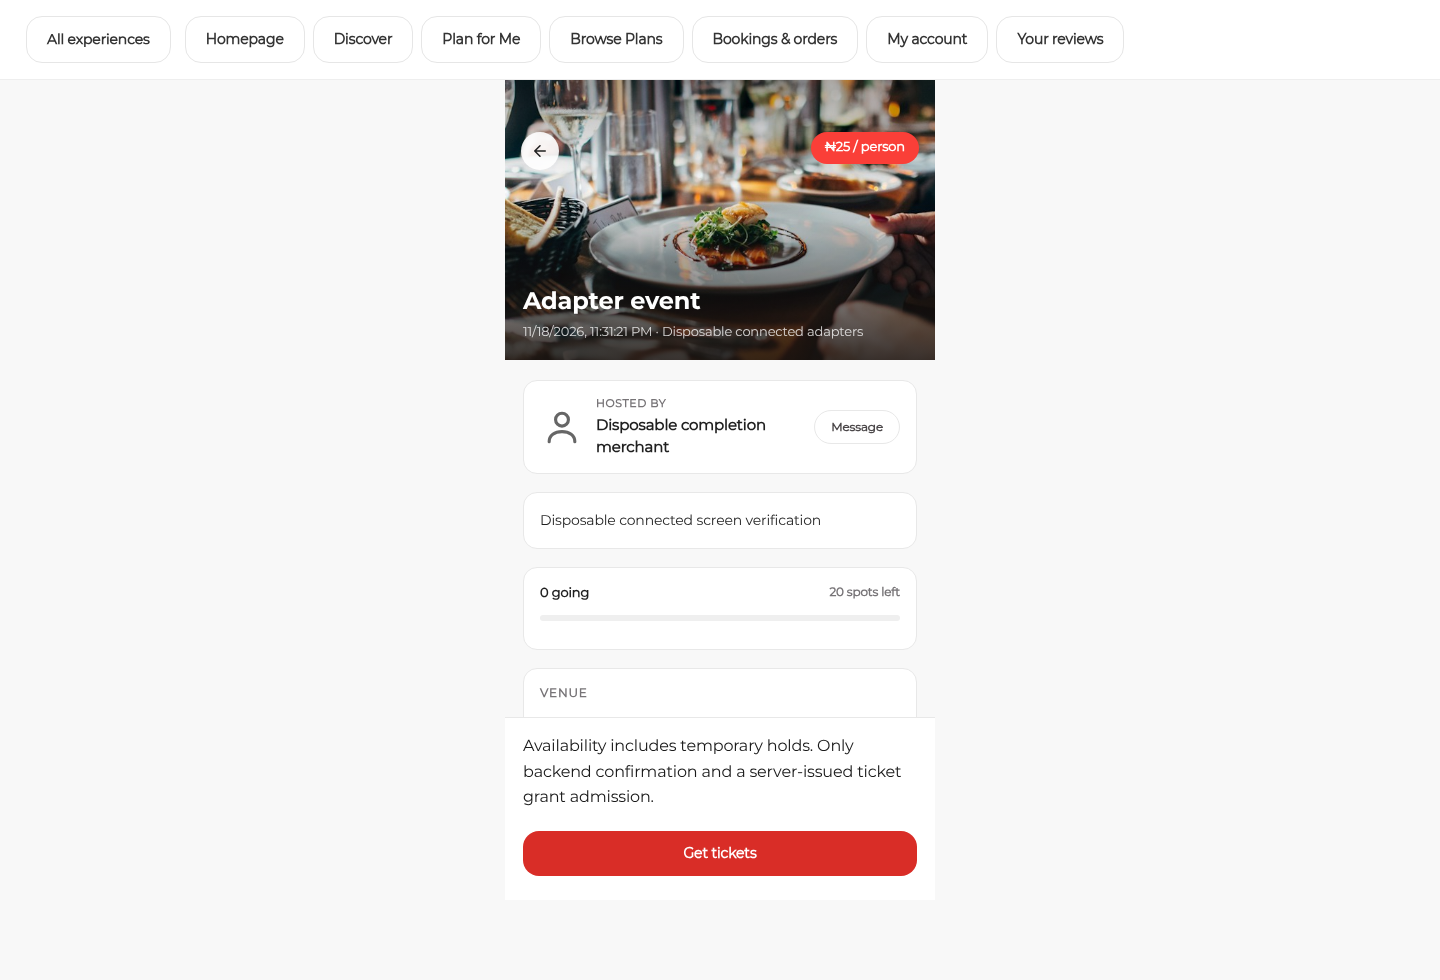 All experiences
Homepage
Discover
Plan for Me
Browse Plans
Bookings & orders
My account
Your reviews
₦25 / person
Adapter event
11/18/2026, 11:31:21 PM · Disposable connected adapters
HOSTED BY
Disposable completion
merchant
Message
Disposable connected screen verification
0 going
20 spots left
VENUE
Availability includes temporary holds. Only
backend confirmation and a server-issued ticket
grant admission.
Get tickets